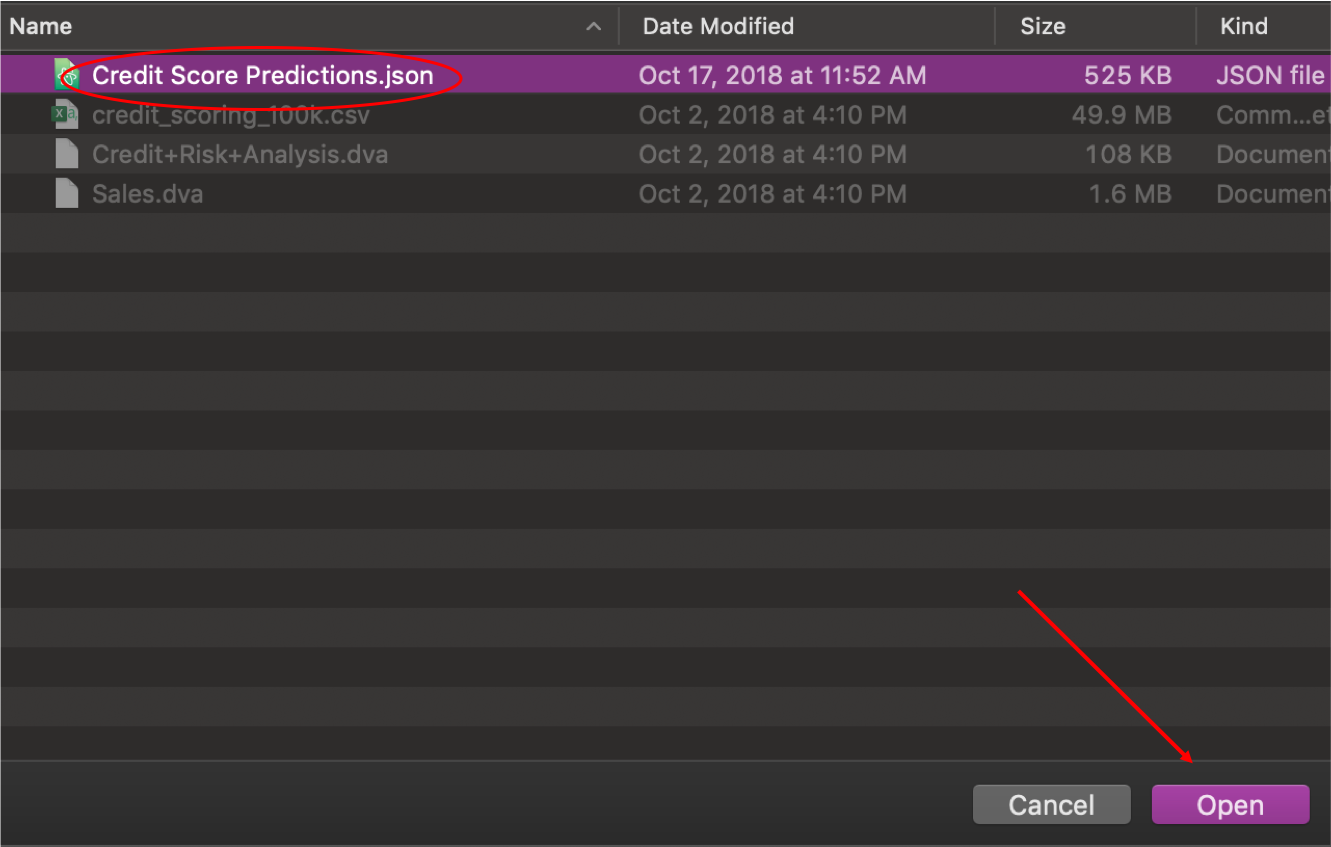 Name Date Modified Size Kind
Credit Score Predictions.json Oct 17, 2018 at 11:52 AM 525 KB JSON file
credit_scoring_100k.csv Oct 2, 2018 at 4:10 PM 49.9 MB Comm...et
Credit+Risk+Analysis.dva Oct 2, 2018 at 4:10 PM 108 KB Document
Sales.dva Oct 2, 2018 at 4:10 PM 1.6 MB Document
Cancel Open